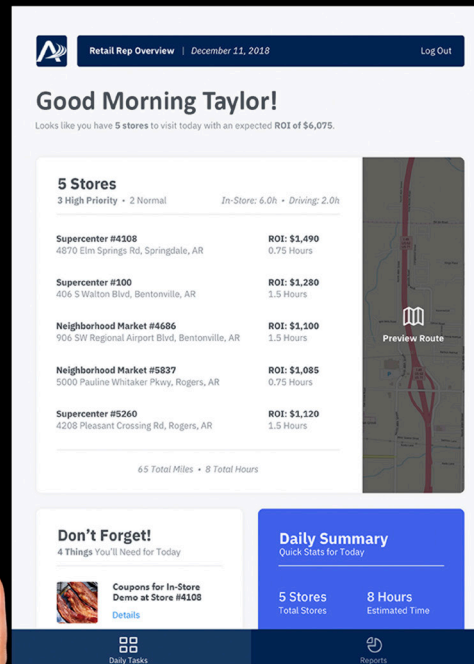 Retail Rep Overview | December 11, 2018
Log Out
Good Morning Taylor!
Looks like you have 5 stores to visit today with an expected ROI of $6,075.
5 Stores
3 High Priority • 2 Normal
In-Store: 6.0h • Driving: 2.0h
Supercenter #4108
ROI: $1,490
4870 Elm Springs Rd, Springdale, AR
0.75 Hours
Supercenter #100
ROI: $1,280
406 S Walton Blvd, Bentonville, AR
1.5 Hours
Neighborhood Market #4686
ROI: $1,100
906 SW Regional Airport Blvd, Bentonville, AR
1.5 Hours
Neighborhood Market #5837
ROI: $1,085
5000 Pauline Whitaker Pkwy, Rogers, AR
0.75 Hours
Supercenter #5260
ROI: $1,120
4208 Pleasant Crossing Rd, Rogers, AR
1.5 Hours
65 Total Miles • 8 Total Hours
Preview Route
Don't Forget!
4 Things You'll Need for Today
Coupons for In-Store
Demo at Store #4108
Details
Daily Summary
Quick Stats for Today
5 Stores
Total Stores
8 Hours
Estimated Time
Daily Tasks
Reports